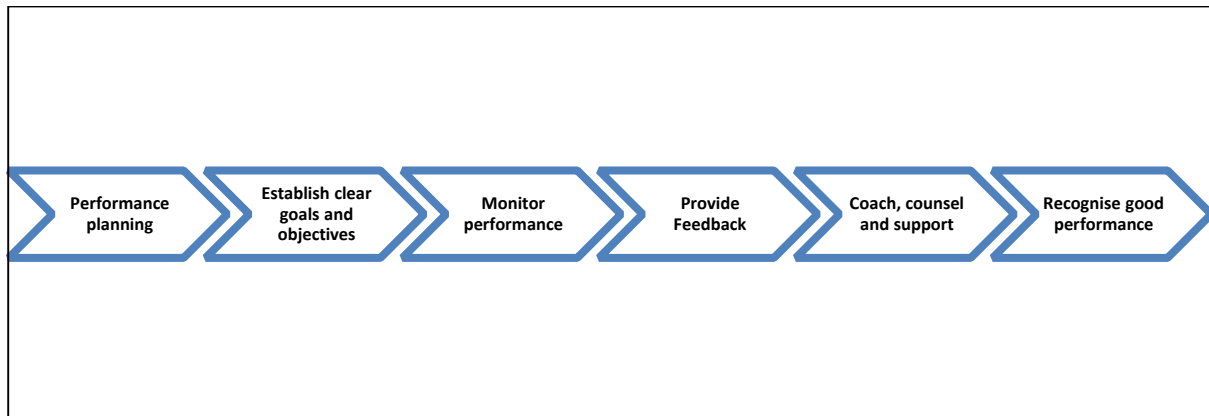 Performance
planning
Establish clear
goals and
objectives
Monitor
performance
Provide
Feedback
Coach, counsel
and support
Recognise good
performance